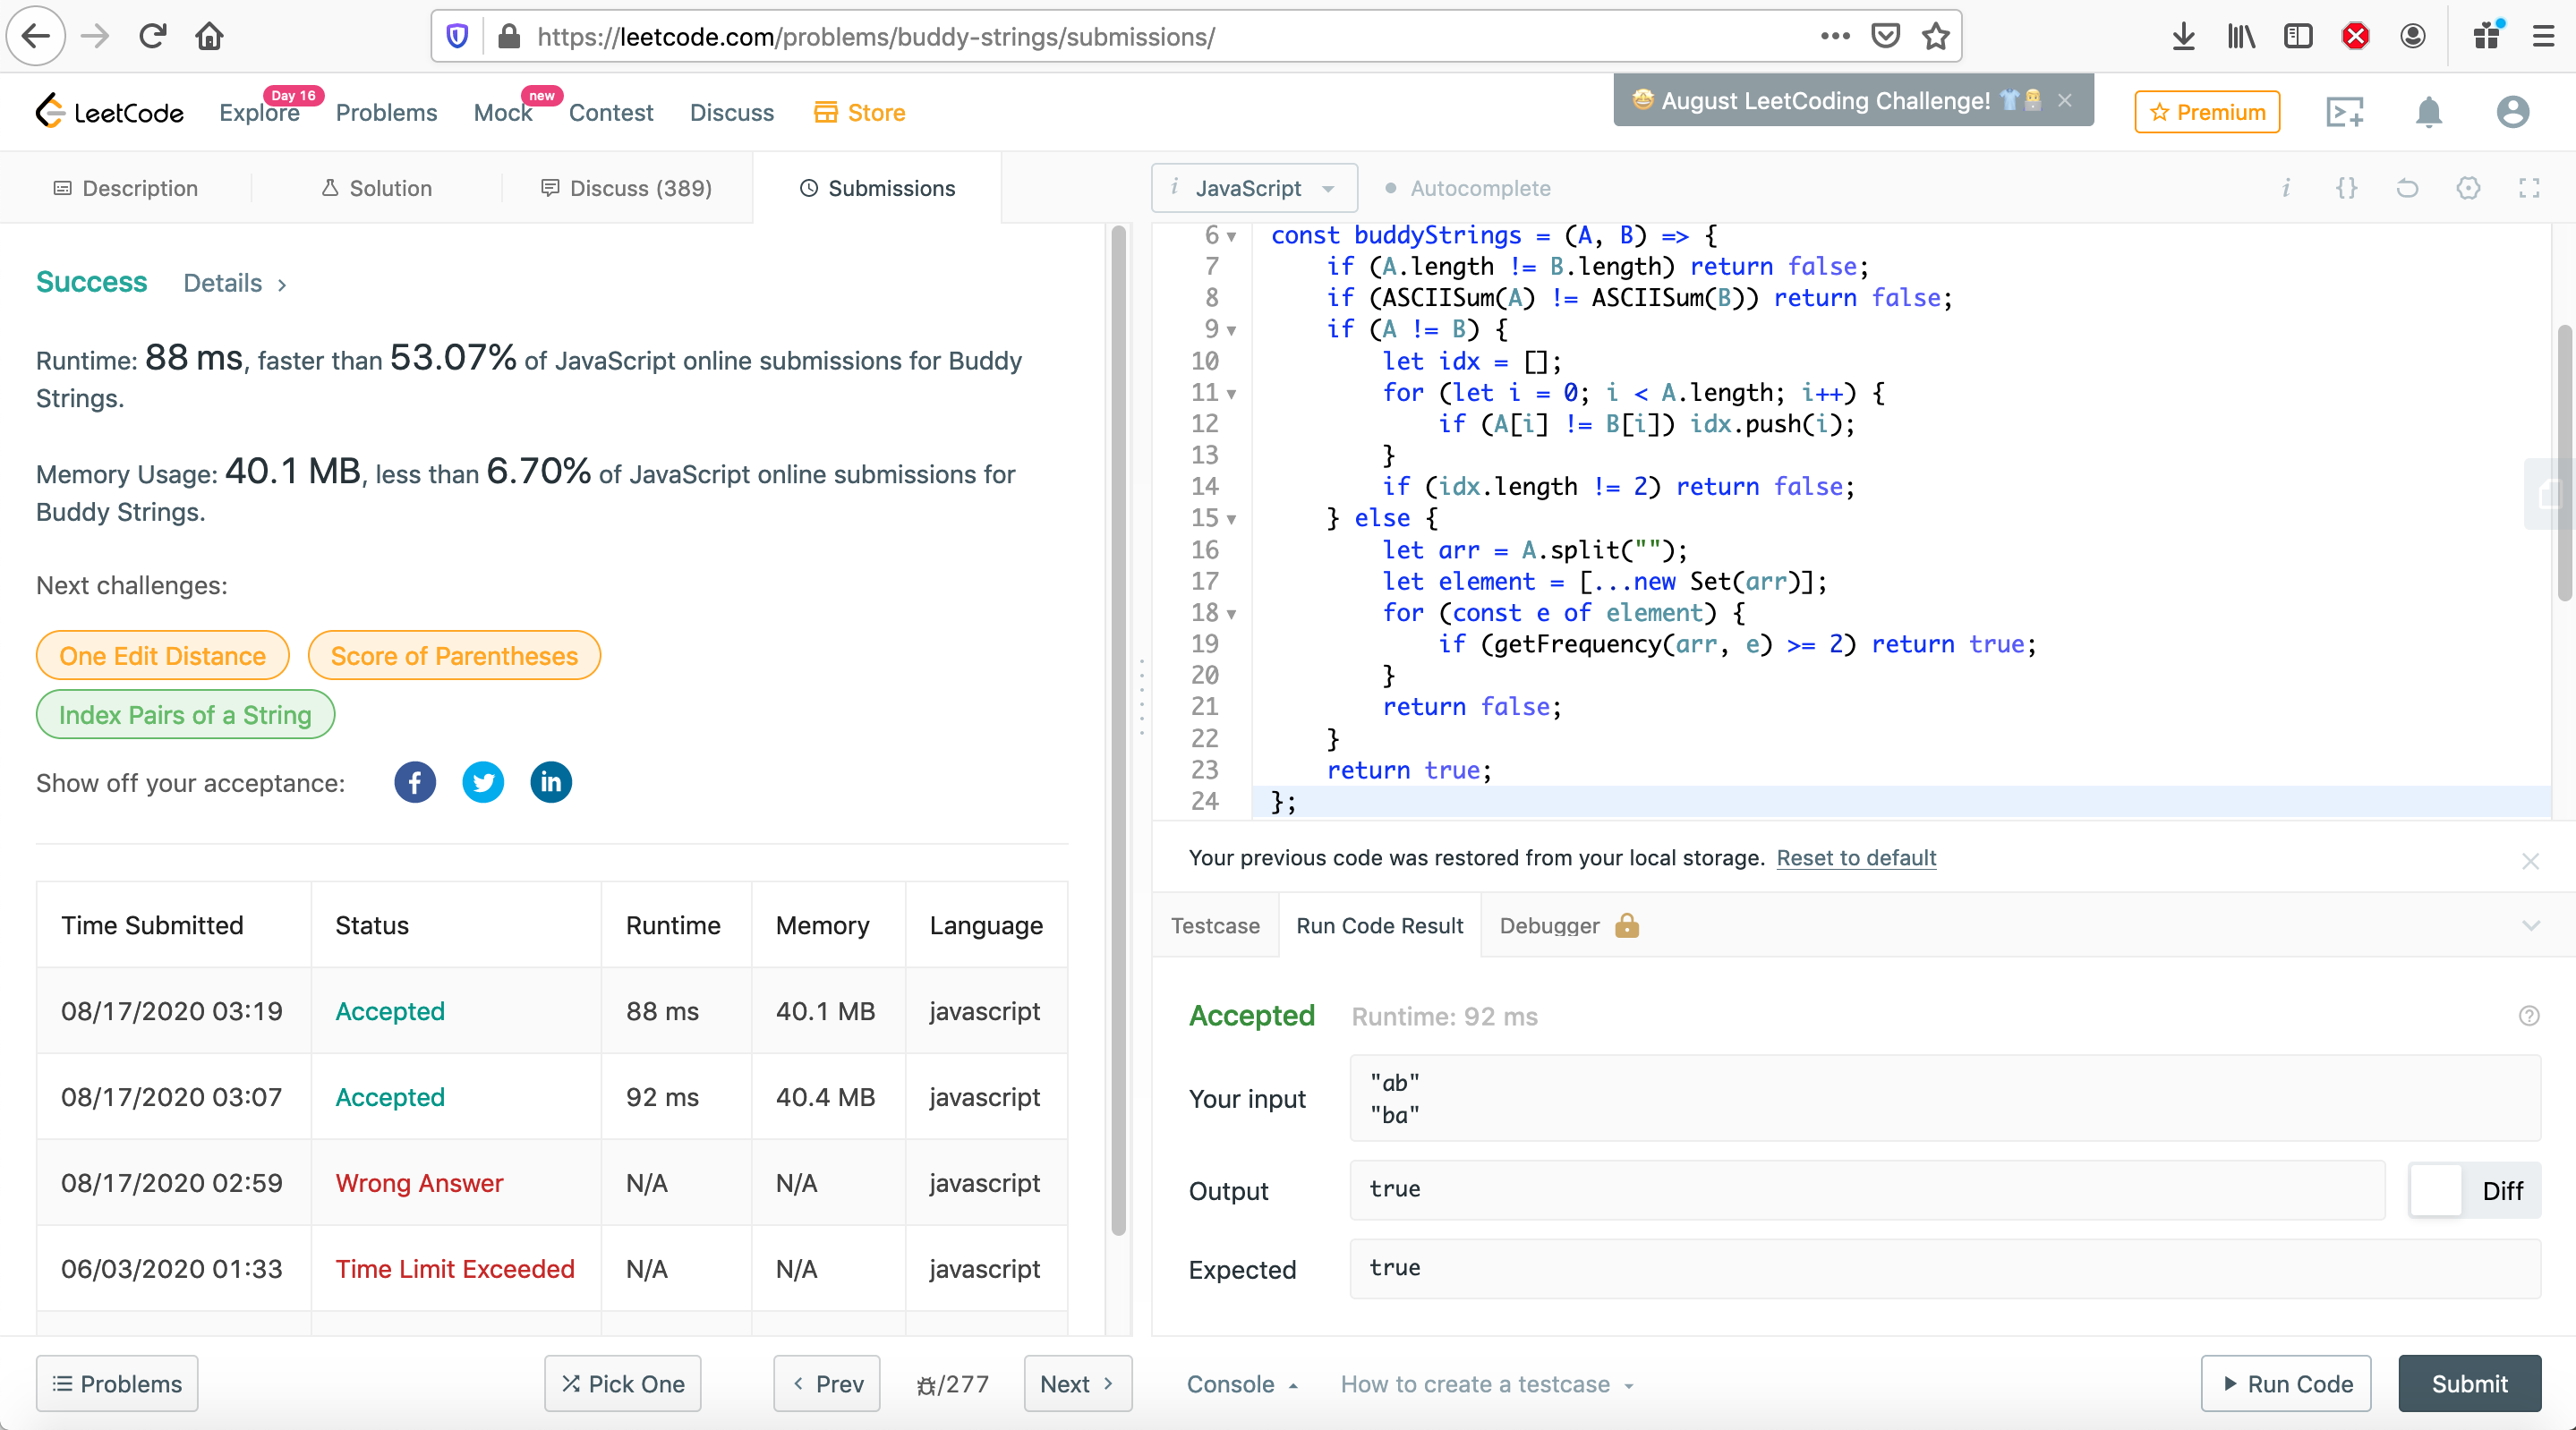 https://leetcode.com/problems/buddy-strings/submissions/
LeetCode
Explore
Day 16
Problems
Mock
new
Contest
Discuss
Store
August LeetCoding Challenge!
Premium
Description
Solution
Discuss (389)
Submissions
i JavaScript
Autocomplete
i {}
Success Details >
Runtime: 88 ms, faster than 53.07% of JavaScript online submissions for Buddy
Strings.
Memory Usage: 40.1 MB, less than 6.70% of JavaScript online submissions for
Buddy Strings.
Next challenges:
One Edit Distance Score of Parentheses
Index Pairs of a String
Show off your acceptance:
Time Submitted Status Runtime Memory Language
08/17/2020 03:19 Accepted 88 ms 40.1 MB javascript
08/17/2020 03:07 Accepted 92 ms 40.4 MB javascript
08/17/2020 02:59 Wrong Answer N/A N/A javascript
06/03/2020 01:33 Time Limit Exceeded N/A N/A javascript
Problems
Pick One
< Prev
/277
Next >
6 const buddyStrings = (A, B) => {
7     if (A.length != B.length) return false;
8     if (ASCIISum(A) != ASCIISum(B)) return false;
9     if (A != B) {
10         let idx = [];
11         for (let i = 0; i < A.length; i++) {
12             if (A[i] != B[i]) idx.push(i);
13         }
14         if (idx.length != 2) return false;
15     } else {
16         let arr = A.split("");
17         let element = [...new Set(arr)];
18         for (const e of element) {
19             if (getFrequency(arr, e) >= 2) return true;
20         }
21         return false;
22     }
23     return true;
24 };
Your previous code was restored from your local storage. Reset to default
Testcase Run Code Result Debugger
Accepted Runtime: 92 ms
Your input
"ab"
"ba"
Output
true
Diff
Expected
true
Console
How to create a testcase
Run Code
Submit